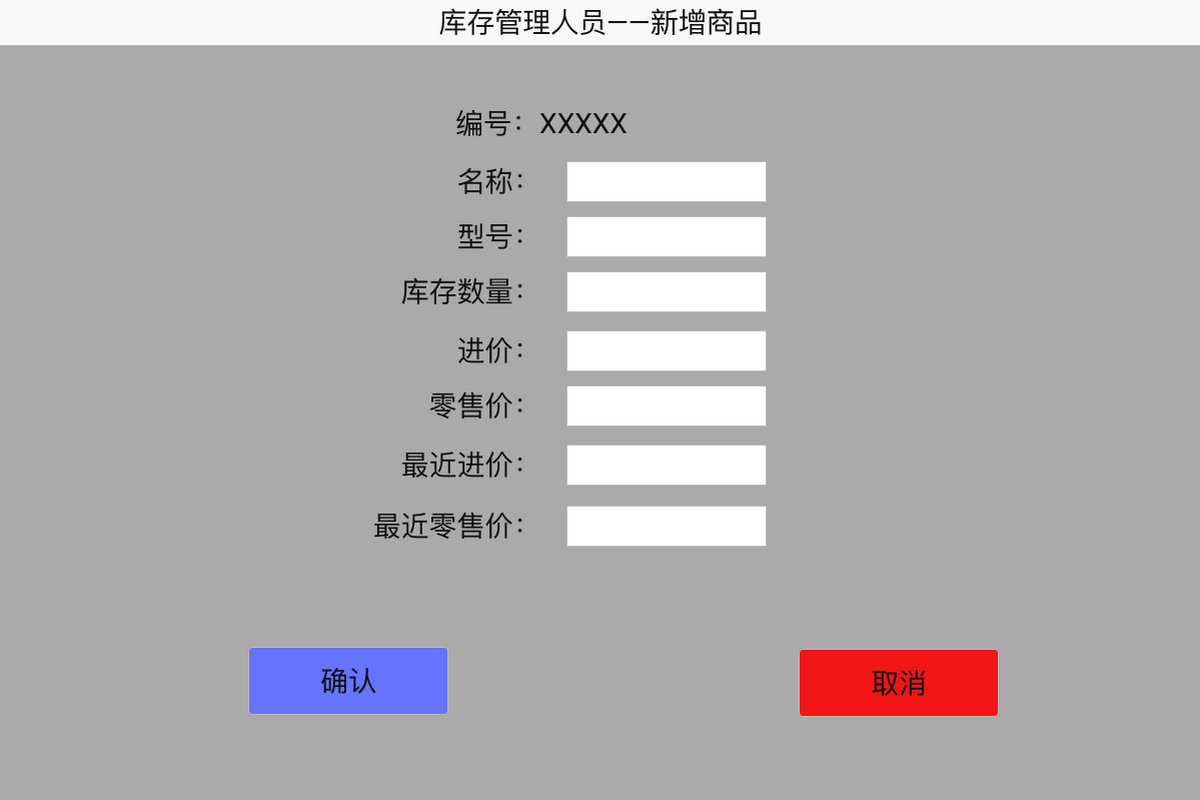 库存管理人员——新增商品
编号：XXXXX
名称：
型号：
库存数量：
进价：
零售价：
最近进价：
最近零售价：
确认
取消